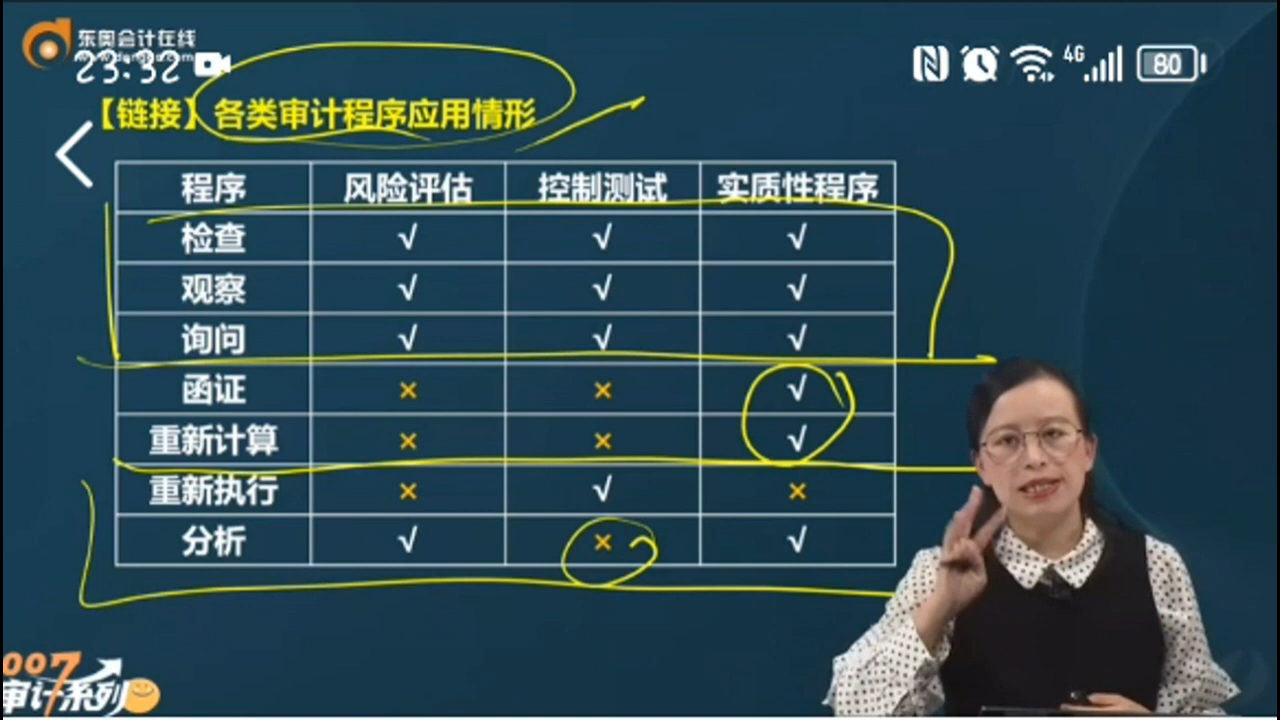 东奥会计在线
23:32
4G
80
【链接】各类审计程序应用情形
程序 风险评估 控制测试 实质性程序
检查 √ √ √
观察 √ √ √
询问 √ √ √
函证 × × √
重新计算 × × √
重新执行 × √ ×
分析 √ × √
007
审计系列